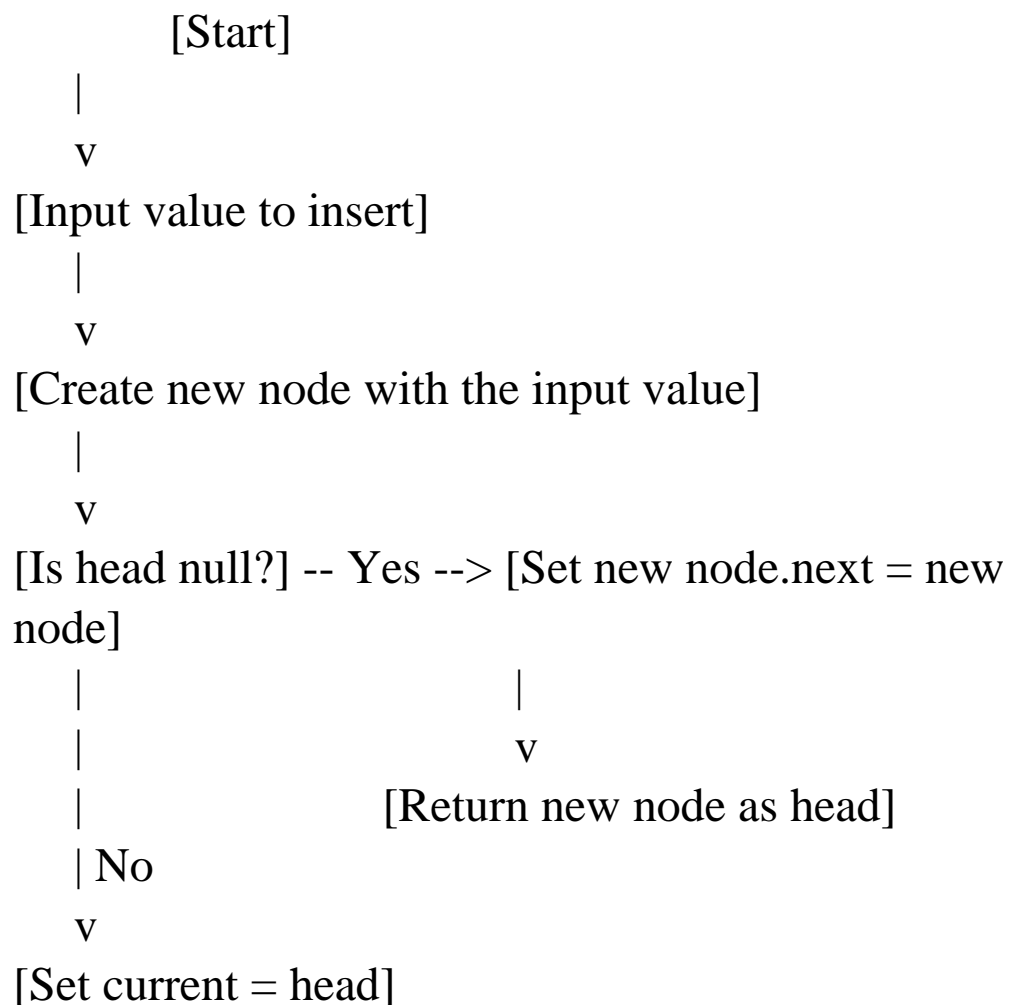 [Start]
|
v
[Input value to insert]
|
v
[Create new node with the input value]
|
v
[Is head null?] -- Yes --> [Set new node.next = new
node]
| |
| v
| [Return new node as head]
| No
v
[Set current = head]